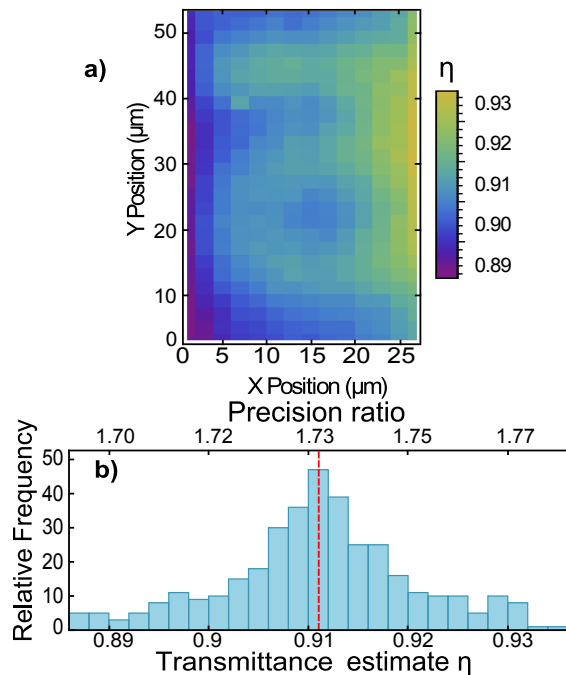 a)
Y Position (µm)
50
40
30
20
10
0
0 5 10 15 20 25
X Position (µm)
η
0.93
0.92
0.91
0.90
0.89
Precision ratio
1.70 1.72 1.73 1.75 1.77
b)
Relative Frequency
50
40
30
20
10
0
0.89 0.9 0.91 0.92 0.93
Transmittance estimate η